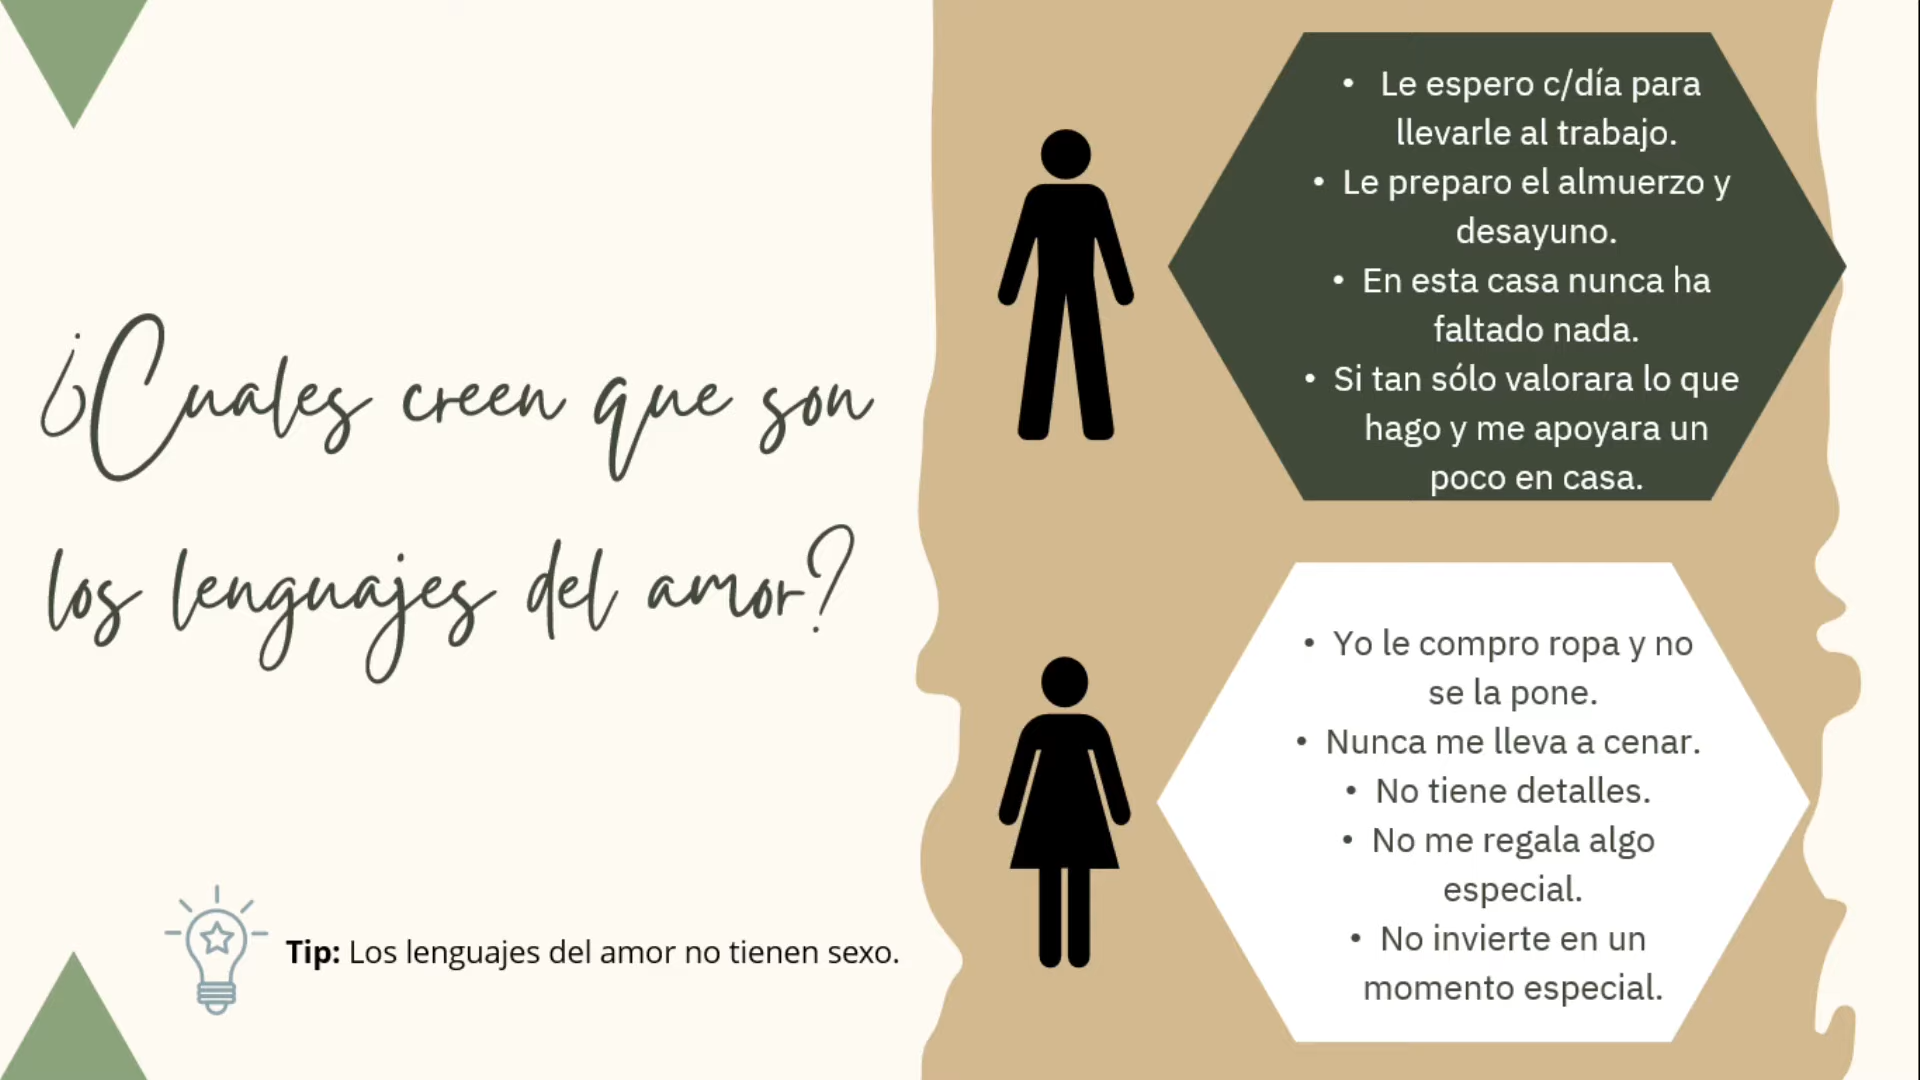 ¿Cuales creen que son
los lenguajes del amor?
Tip: Los lenguajes del amor no tienen sexo.
• Le espero c/día para
llevarle al trabajo.
• Le preparo el almuerzo y
desayuno.
• En esta casa nunca ha
faltado nada.
• Si tan sólo valorara lo que
hago y me apoyara un
poco en casa.
• Yo le compro ropa y no
se la pone.
• Nunca me lleva a cenar.
• No tiene detalles.
• No me regala algo
especial.
• No invierte en un
momento especial.